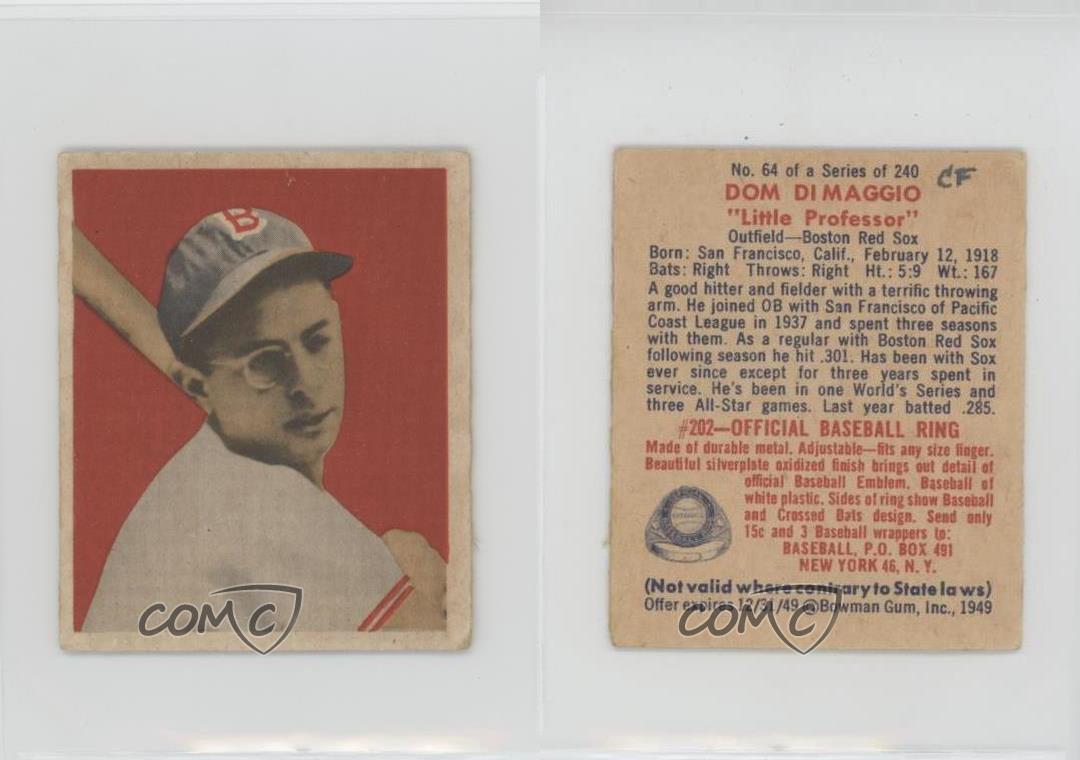 B
COMC
No. 64 of a Series of 240
CF
DOM DI MAGGIO
"Little Professor"
Outfield—Boston Red Sox
Born: San Francisco, Calif., February 12, 1918
Bats: Right Throws: Right Ht.: 5:9 Wt.: 167
A good hitter and fielder with a terrific throwing
arm. He joined OB with San Francisco of Pacific
Coast League in 1937 and spent three seasons
with them. As a regular with Boston Red Sox
following season he hit .301. Has been with Sox
ever since except for three years spent in
service. He's been in one World's Series and
three All-Star games. Last year batted .285.
#202—OFFICIAL BASEBALL RING
Made of durable metal. Adjustable—fits any size finger.
Beautiful silverplate oxidized finish brings out detail of
official Baseball Emblem. Baseball of
white plastic. Sides of ring show Baseball
and Crossed Bats design. Send only
15c and 3 Baseball wrappers to:
BASEBALL, P.O. BOX 491
NEW YORK 46, N. Y.
(Not valid where contrary to State laws)
Offer expires 12/31/49 ©Bowman Gum, Inc., 1949
COMC